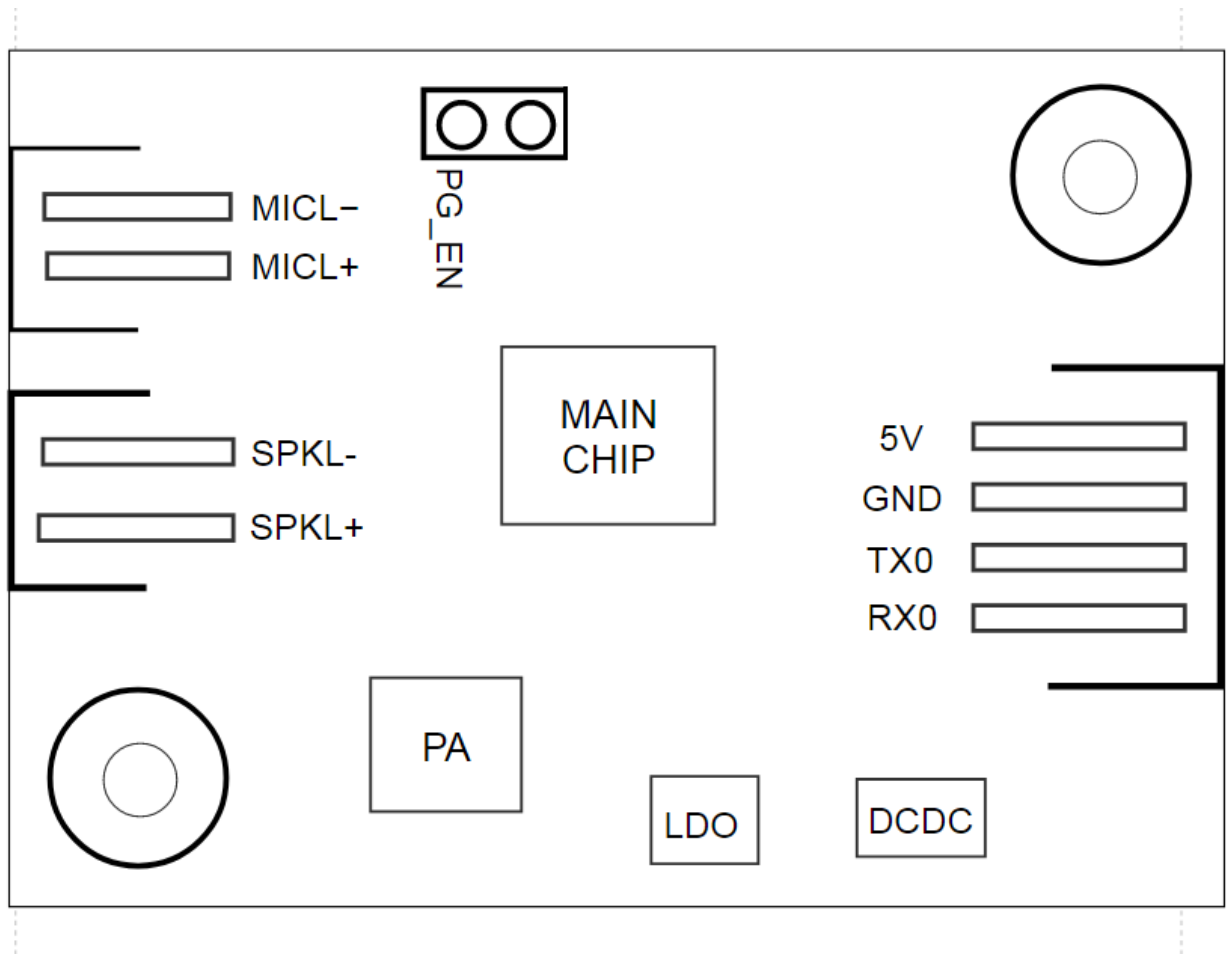 PG_EN
MICL−
MICL+
SPKL-
SPKL+
MAIN
CHIP
5V
GND
TX0
RX0
PA
LDO
DCDC